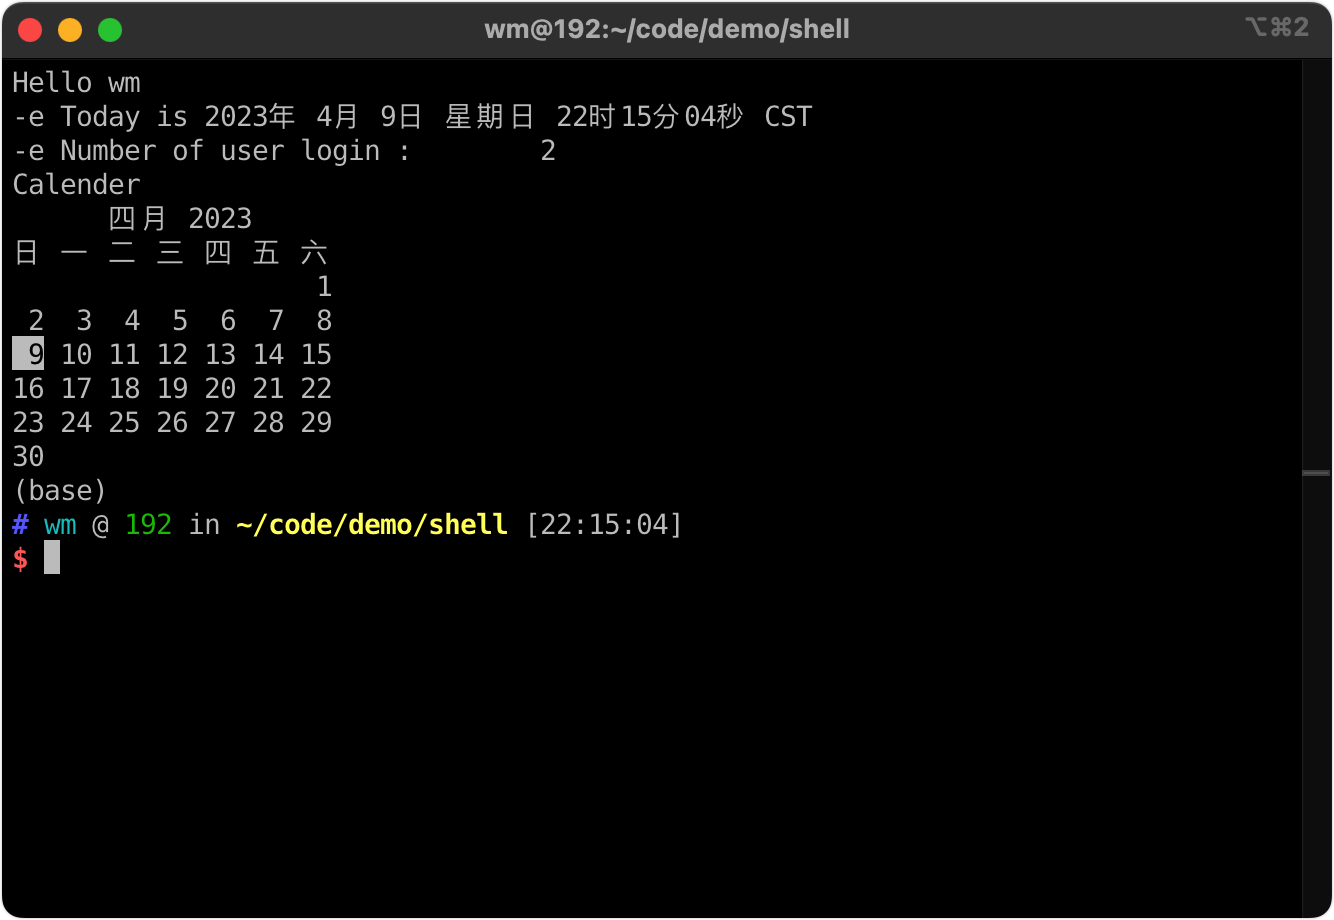 wm@192:~/code/demo/shell ⌥⌘2
Hello wm
-e Today is 2023年 4月 9日 星期日 22时15分04秒 CST
-e Number of user login :        2
Calender
      四月 2023
日 一 二 三 四 五 六
                   1
 2  3  4  5  6  7  8
 9 10 11 12 13 14 15
16 17 18 19 20 21 22
23 24 25 26 27 28 29
30
(base)
# wm @ 192 in ~/code/demo/shell [22:15:04]
$